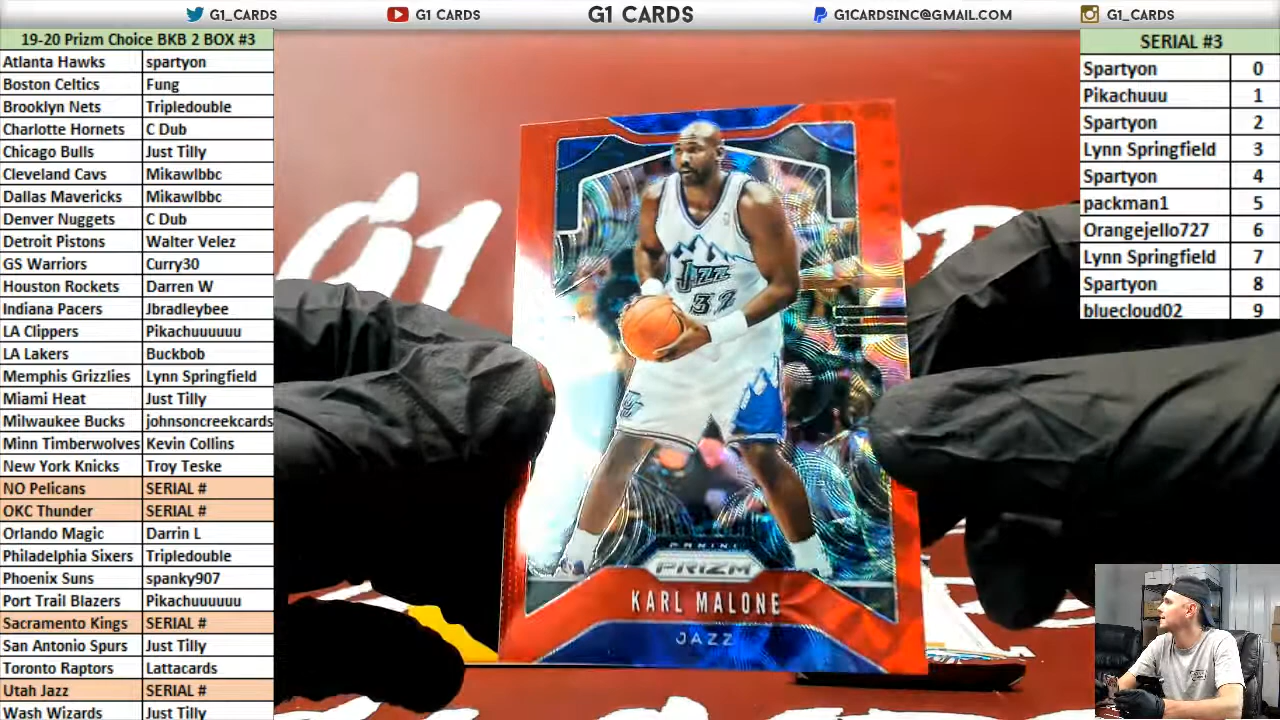 G1_CARDS
G1 CARDS
G1 CARDS
G1CARDSINC@GMAIL.COM
G1_CARDS
19-20 Prizm Choice BKB 2 BOX #3
Atlanta Hawks spartyon
Boston Celtics Fung
Brooklyn Nets Tripledouble
Charlotte Hornets C Dub
Chicago Bulls Just Tilly
Cleveland Cavs Mikawlbbc
Dallas Mavericks Mikawlbbc
Denver Nuggets C Dub
Detroit Pistons Walter Velez
GS Warriors Curry30
Houston Rockets Darren W
Indiana Pacers Jbradleybee
LA Clippers Pikachuuuuu
LA Lakers Buckbob
Memphis Grizzlies Lynn Springfield
Miami Heat Just Tilly
Milwaukee Bucks johnsoncreekcards
Minn Timberwolves Kevin Collins
New York Knicks Troy Teske
NO Pelicans SERIAL #
OKC Thunder SERIAL #
Orlando Magic Darrin L
Philadelphia Sixers Tripledouble
Phoenix Suns spanky907
Port Trail Blazers Pikachuuuuuu
Sacramento Kings SERIAL #
San Antonio Spurs Just Tilly
Toronto Raptors Lattacards
Utah Jazz SERIAL #
Wash Wizards Just Tilly
SERIAL #3
Spartyon 0
Pikachuuu 1
Spartyon 2
Lynn Springfield 3
Spartyon 4
packman1 5
Orangejello727 6
Lynn Springfield 7
Spartyon 8
bluecloud02 9
G1
JAZZ
32
PANINI
PRIZM
KARL MALONE
JAZZ